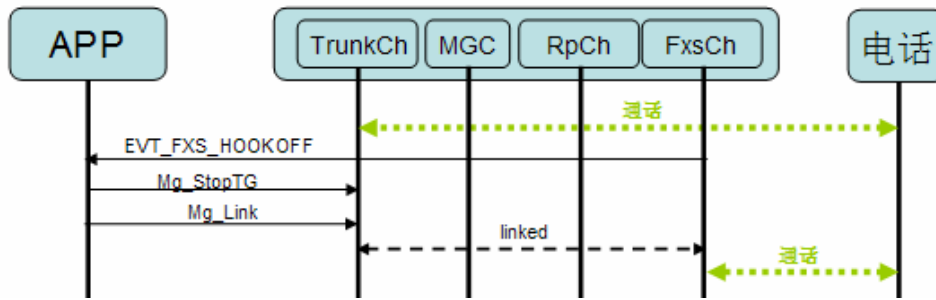 APP
TrunkCh
MGC
RpCh
FxsCh
电话
通话
EVT_FXS_HOOKOFF
Mg_StopTG
Mg_Link
linked
通话